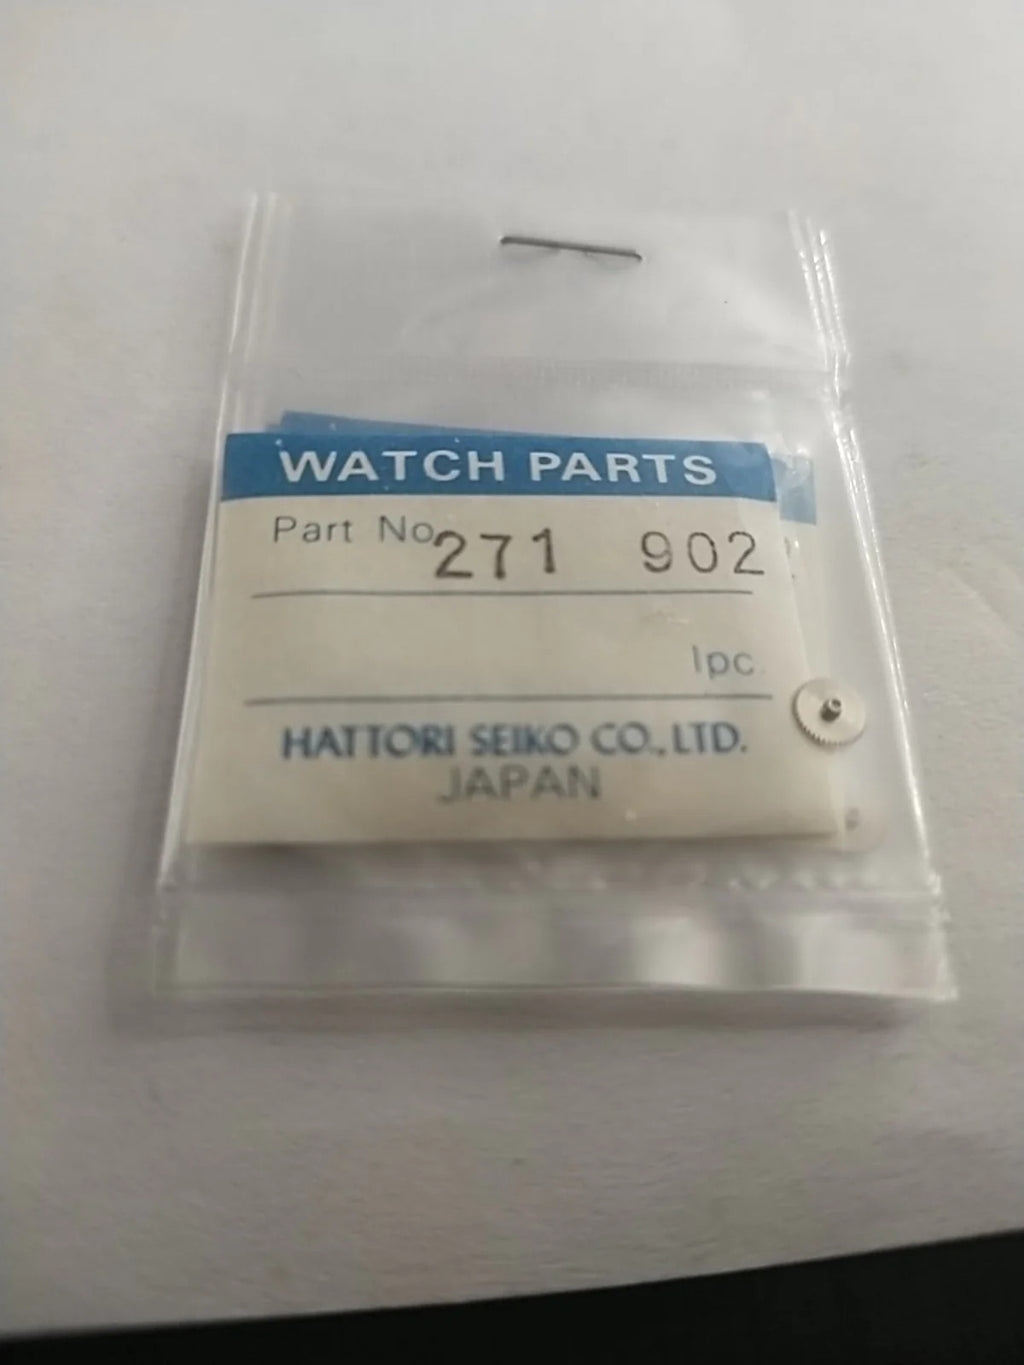 WATCH PARTS
Part No. 271 902
1pc.
HATTORI SEIKO CO., LTD.
JAPAN